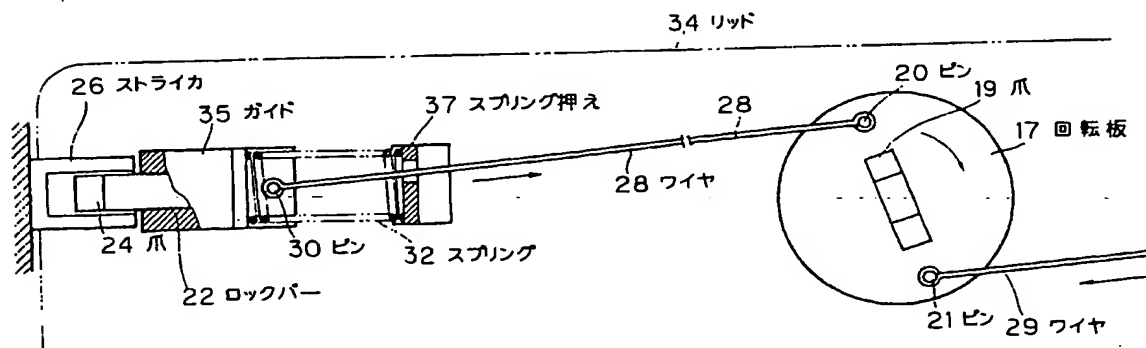 34 リッド
26 ストライカ
20 ピン
35 ガイド
37 スプリング押え
19 爪
28
17 回転板
28 ワイヤ
24 爪
30 ピン
32 スプリング
22 ロックバー
21 ピン
29 ワイヤ